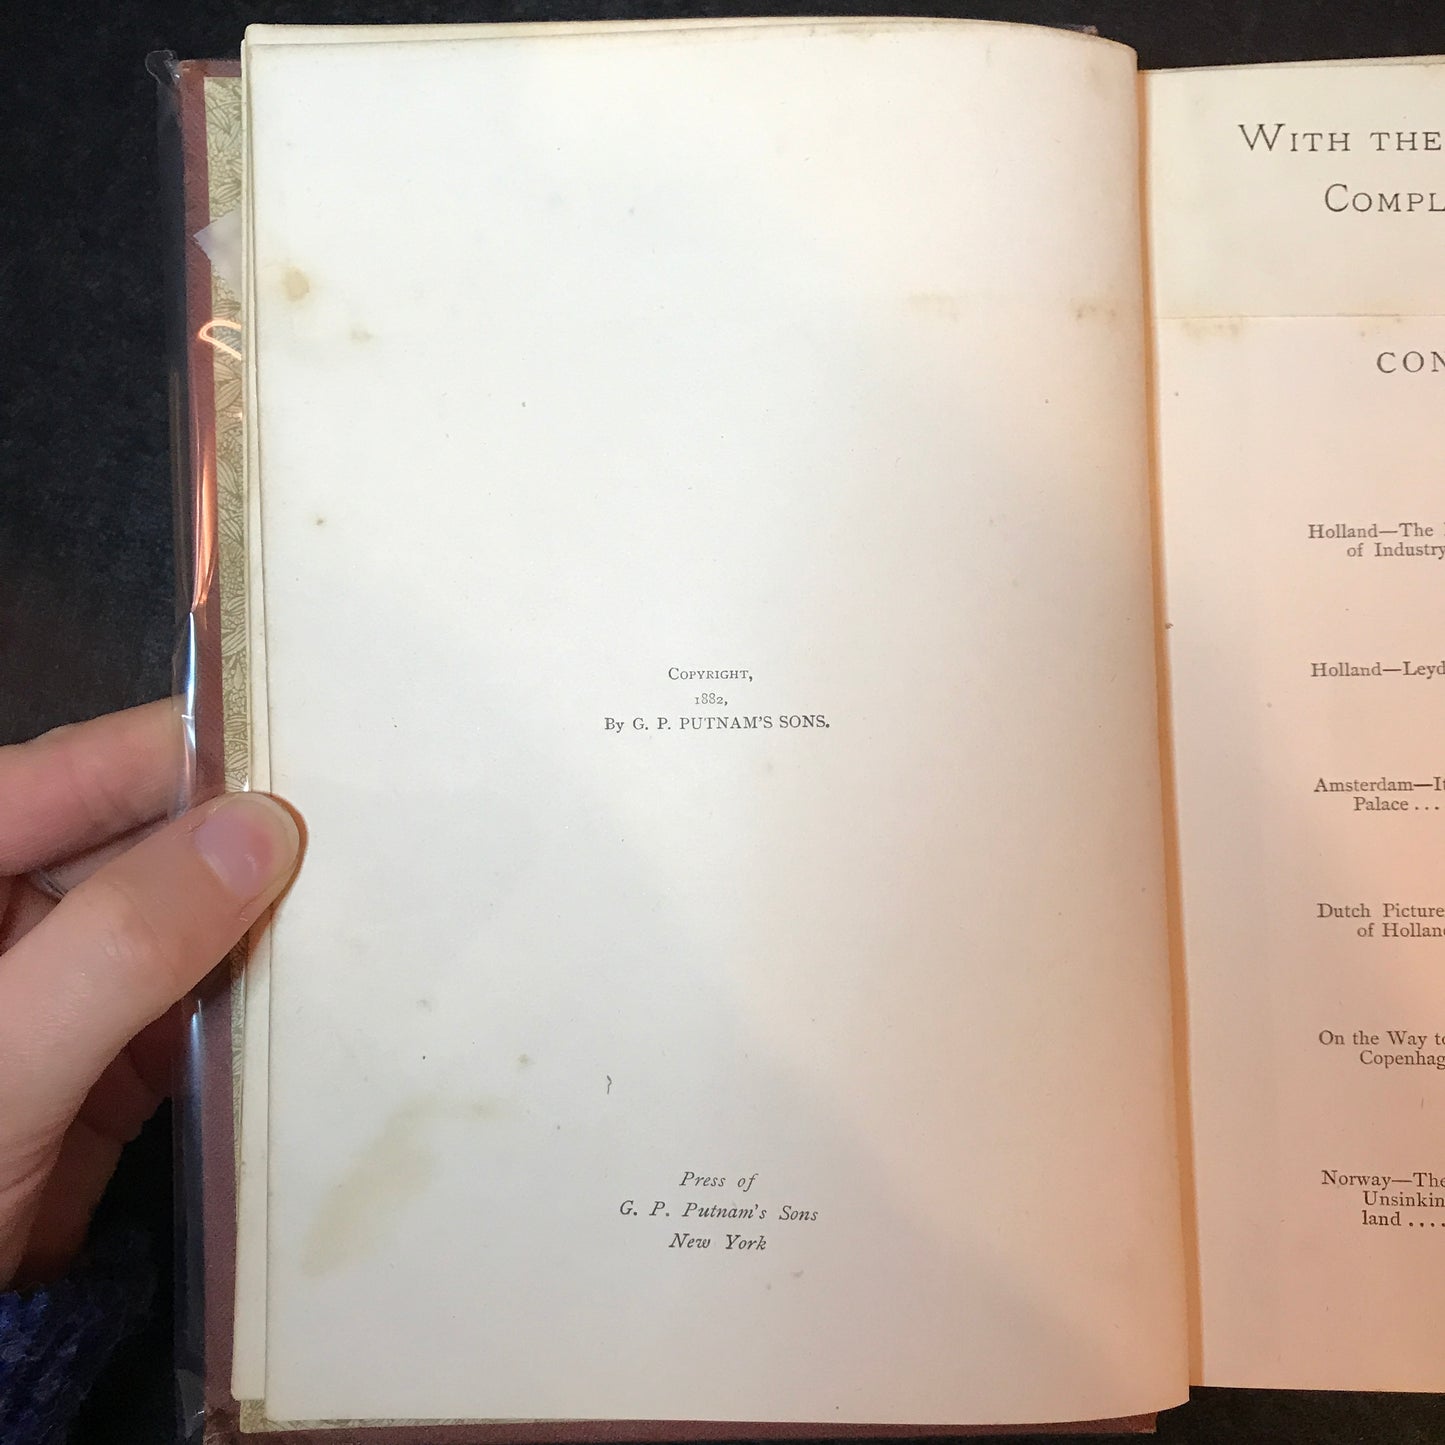 Copyright,
1882,
By G. P. PUTNAM'S SONS.
Press of
G. P. Putnam's Sons
New York
With the
CON
Holland—The
of Industry
Holland—Leyd
Amsterdam—It
Palace ...
Dutch Picture
of Hollan
On the Way to
Copenhag
Norway—The
Unsinkin
land ....